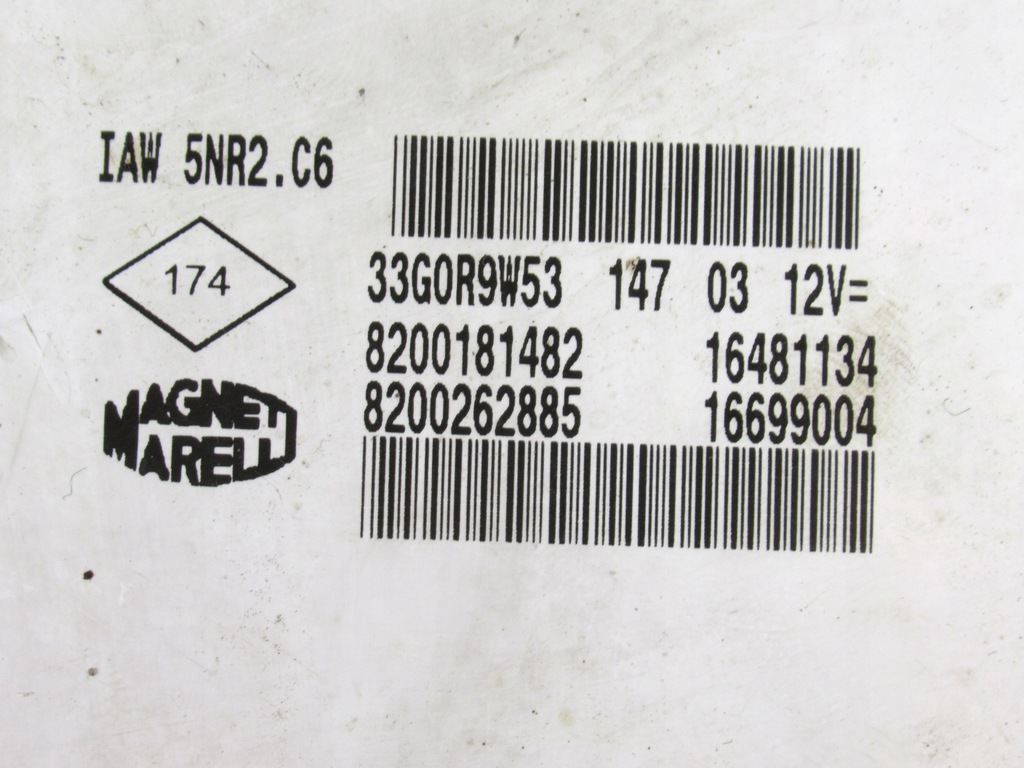 IAW 5NR2.C6
174
MAGNETI
MARELLI
33G0R9W53 147 03 12V=
8200181482 16481134
8200262885 16699004